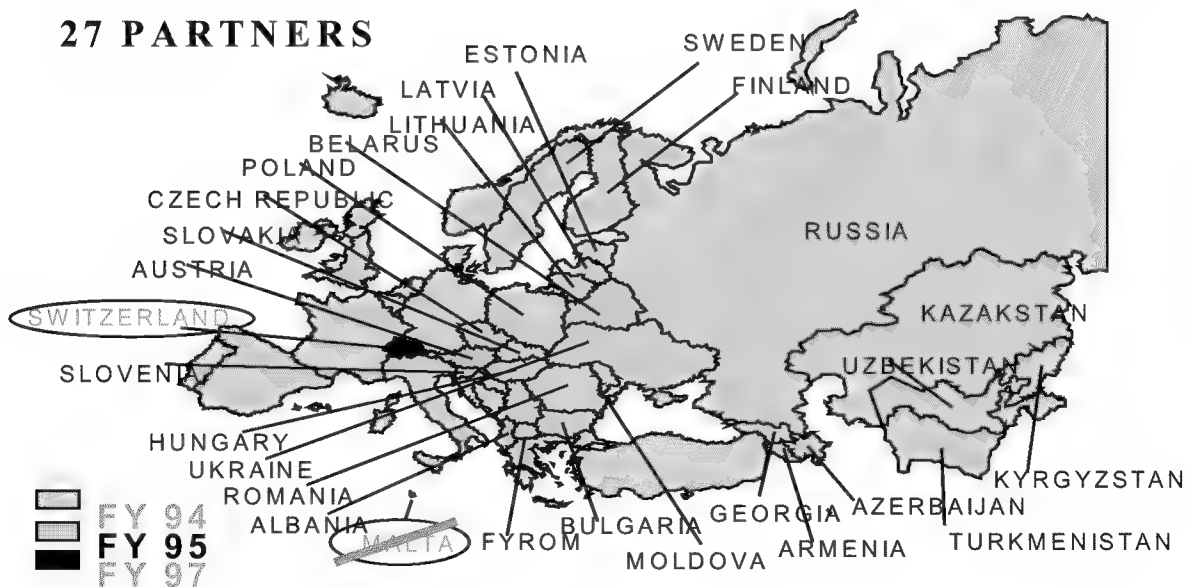 27 PARTNERS
SWEDEN
ESTONIA
FINLAND
LATVIA
LITHUANIA
BELARUS
POLAND
CZECH REPUBLIC
SLOVAKIA
AUSTRIA
RUSSIA
SWITZERLAND
KAZAKSTAN
UZBEKISTAN
SLOVENIA
HUNGARY
UKRAINE
ROMANIA
ALBANIA
MALTA
FYROM
BULGARIA
MOLDOVA
GEORGIA
ARMENIA
AZERBAIJAN
KYRGYZSTAN
TURKMENISTAN
FY 94
FY 95
FY 97